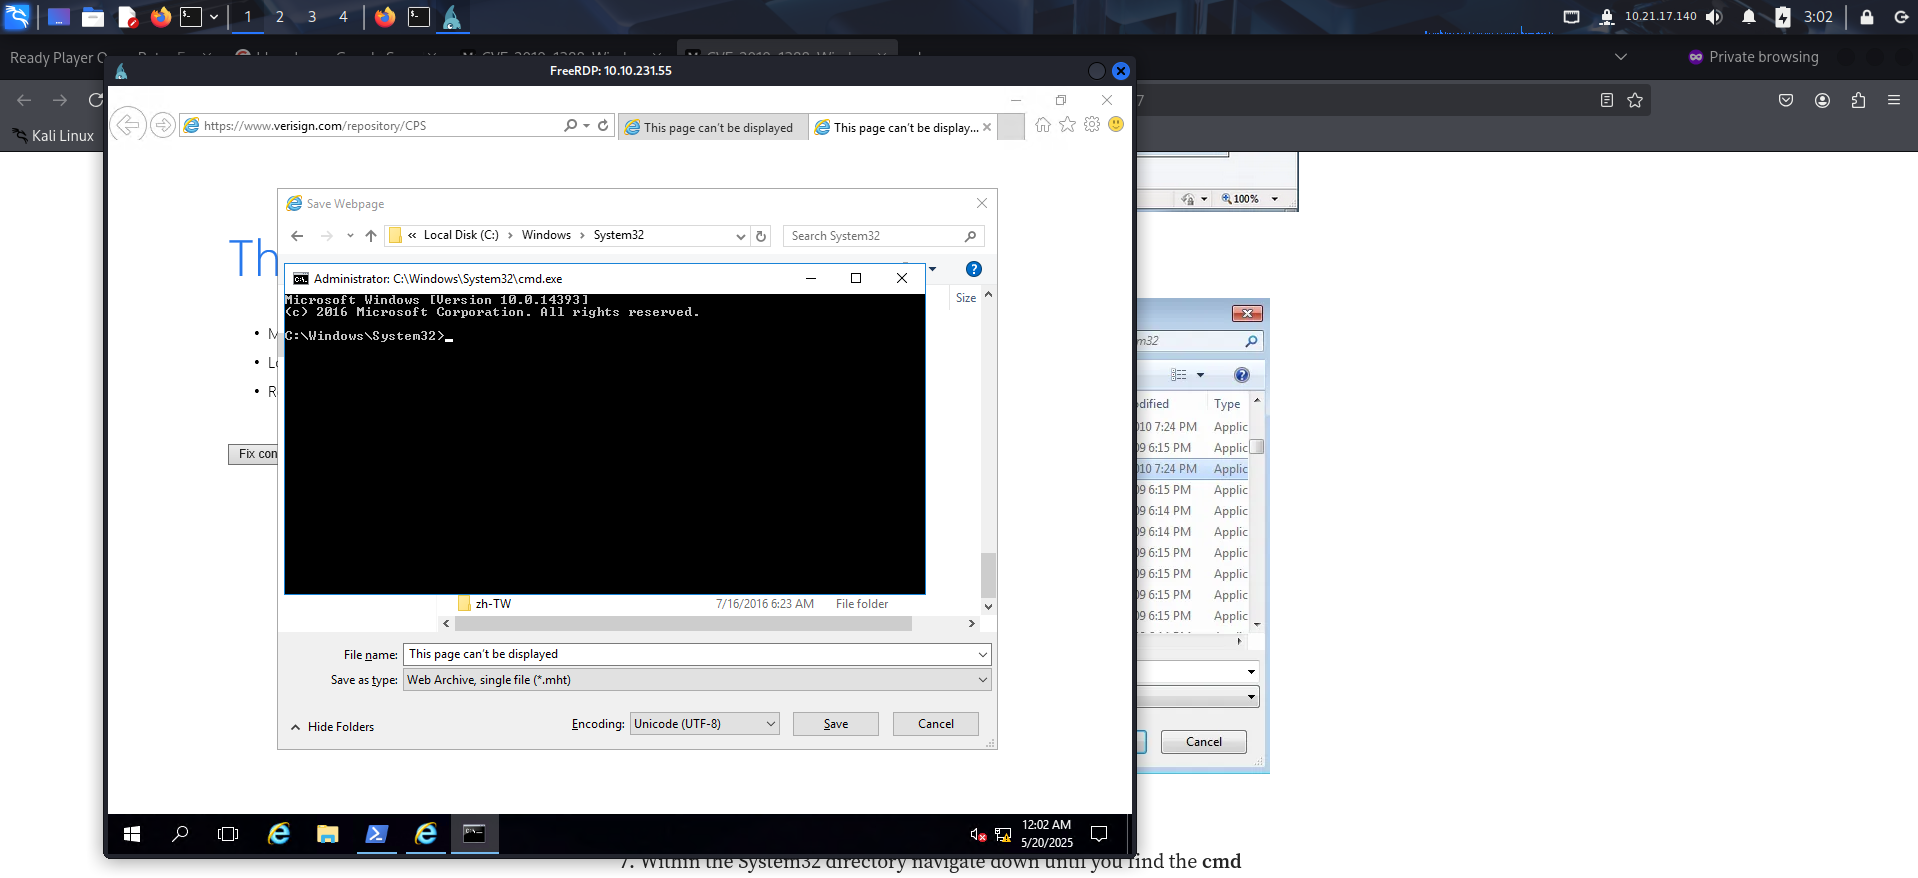 1 2 3 4
10.21.17.140
3:02
Ready Player
Private browsing
FreeRDP: 10.10.231.55
Kali Linux
https://www.verisign.com/repository/CPS
This page can't be displayed
This page can't be display...
7
Save Webpage
« Local Disk (C:) › Windows › System32
Search System32
Th
Size
Administrator: C:\Windows\System32\cmd.exe
Microsoft Windows [Version 10.0.14393]
(c) 2016 Microsoft Corporation. All rights reserved.
C:\Windows\System32>
Fix con
zh-TW 7/16/2016 6:23 AM File folder
File name: This page can't be displayed
Save as type: Web Archive, single file (*.mht)
Hide Folders
Encoding: Unicode (UTF-8)
Save
Cancel
12:02 AM
5/20/2025
100%
m32
odified Type
010 7:24 PM Applic
09 6:15 PM Applic
010 7:24 PM Applic
09 6:15 PM Applic
09 6:14 PM Applic
09 6:14 PM Applic
09 6:15 PM Applic
09 6:15 PM Applic
09 6:15 PM Applic
09 6:15 PM Applic
Cancel
7. Within the System32 directory navigate down until you find the cmd